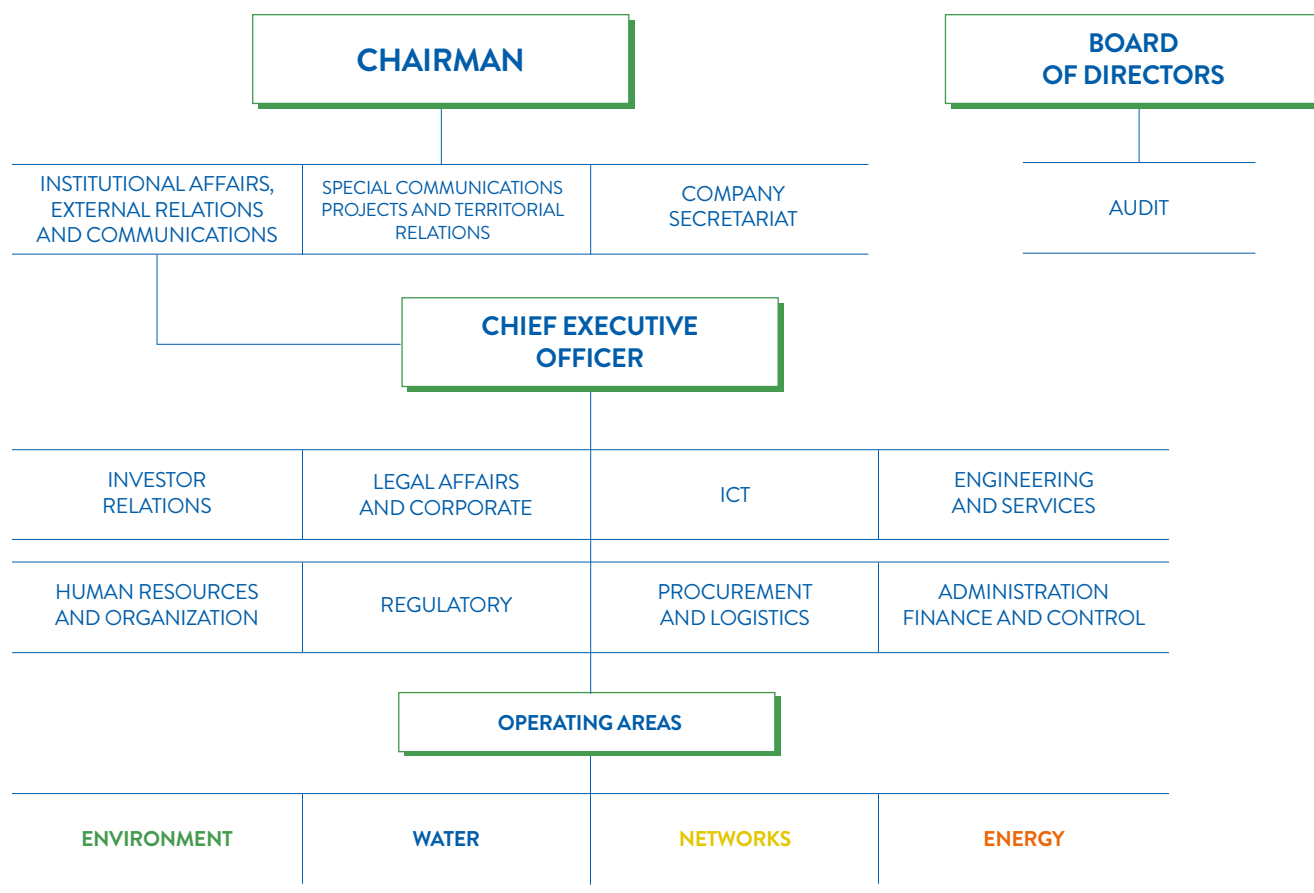 CHAIRMAN
BOARD
OF DIRECTORS
INSTITUTIONAL AFFAIRS,
EXTERNAL RELATIONS
AND COMMUNICATIONS
SPECIAL COMMUNICATIONS
PROJECTS AND TERRITORIAL
RELATIONS
COMPANY
SECRETARIAT
AUDIT
CHIEF EXECUTIVE
OFFICER
INVESTOR
RELATIONS
LEGAL AFFAIRS
AND CORPORATE
ICT
ENGINEERING
AND SERVICES
HUMAN RESOURCES
AND ORGANIZATION
REGULATORY
PROCUREMENT
AND LOGISTICS
ADMINISTRATION
FINANCE AND CONTROL
OPERATING AREAS
ENVIRONMENT
WATER
NETWORKS
ENERGY